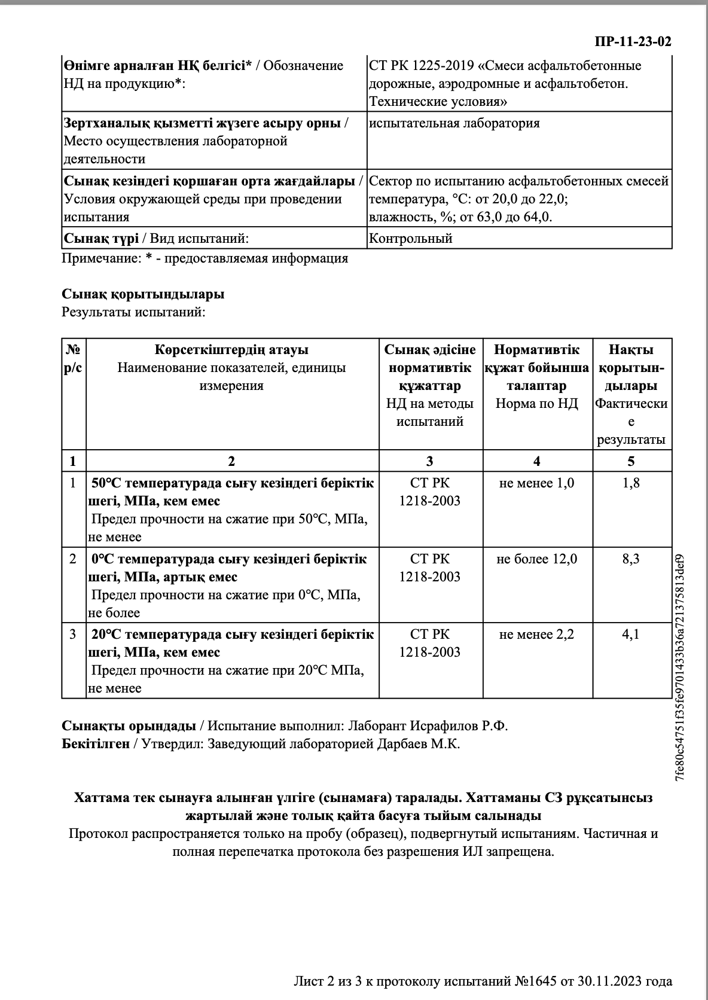 ПР-11-23-02
Өнімге арналған НҚ белгісі* / Обозначение
НД на продукцию*:
СТ РК 1225-2019 «Смеси асфальтобетонные
дорожные, аэродромные и асфальтобетон.
Технические условия»
Зертханалық қызметті жүзеге асыру орны /
Место осуществления лабораторной
деятельности
испытательная лаборатория
Сынақ кезіндегі қоршаған орта жағдайлары /
Условия окружающей среды при проведении
испытания
Сектор по испытанию асфальтобетонных смесей
температура, °С: от 20,0 до 22,0;
влажность, %; от 63,0 до 64,0.
Сынақ түрі / Вид испытаний:
Контрольный
Примечание: * - предоставляемая информация
Сынақ қорытындылары
Результаты испытаний:
№
р/с
Көрсеткіштердің атауы
Наименование показателей, единицы
измерения
Сынақ әдісіне
нормативтік
құжаттар
НД на методы
испытаний
Нормативтік
құжат бойынша
талаптар
Норма по НД
Нақты
қорытын-
дылары
Фактически
е
результаты
1
2
3
4
5
1
50°С температурада сығу кезіндегі беріктік
шегі, МПа, кем емес
Предел прочности на сжатие при 50°С, МПа,
не менее
СТ РК
1218-2003
не менее 1,0
1,8
2
0°С температурада сығу кезіндегі беріктік
шегі, МПа, артық емес
Предел прочности на сжатие при 0°С, МПа,
не более
СТ РК
1218-2003
не более 12,0
8,3
3
20°С температурада сығу кезіндегі беріктік
шегі, МПа, кем емес
Предел прочности на сжатие при 20°С МПа,
не менее
СТ РК
1218-2003
не менее 2,2
4,1
7fe80c54751f35fe9701433b36a721375813def9
Сынақты орындады / Испытание выполнил: Лаборант Исрафилов Р.Ф.
Бекітілген / Утвердил: Заведующий лабораторией Дарбаев М.К.
Хаттама тек сынауға алынған үлгіге (сынамаға) таралады. Хаттаманы СЗ рұқсатынсыз
жартылай және толық қайта басуға тыйым салынады
Протокол распространяется только на пробу (образец), подвергнутый испытаниям. Частичная и
полная перепечатка протокола без разрешения ИЛ запрещена.
Лист 2 из 3 к протоколу испытаний №1645 от 30.11.2023 года